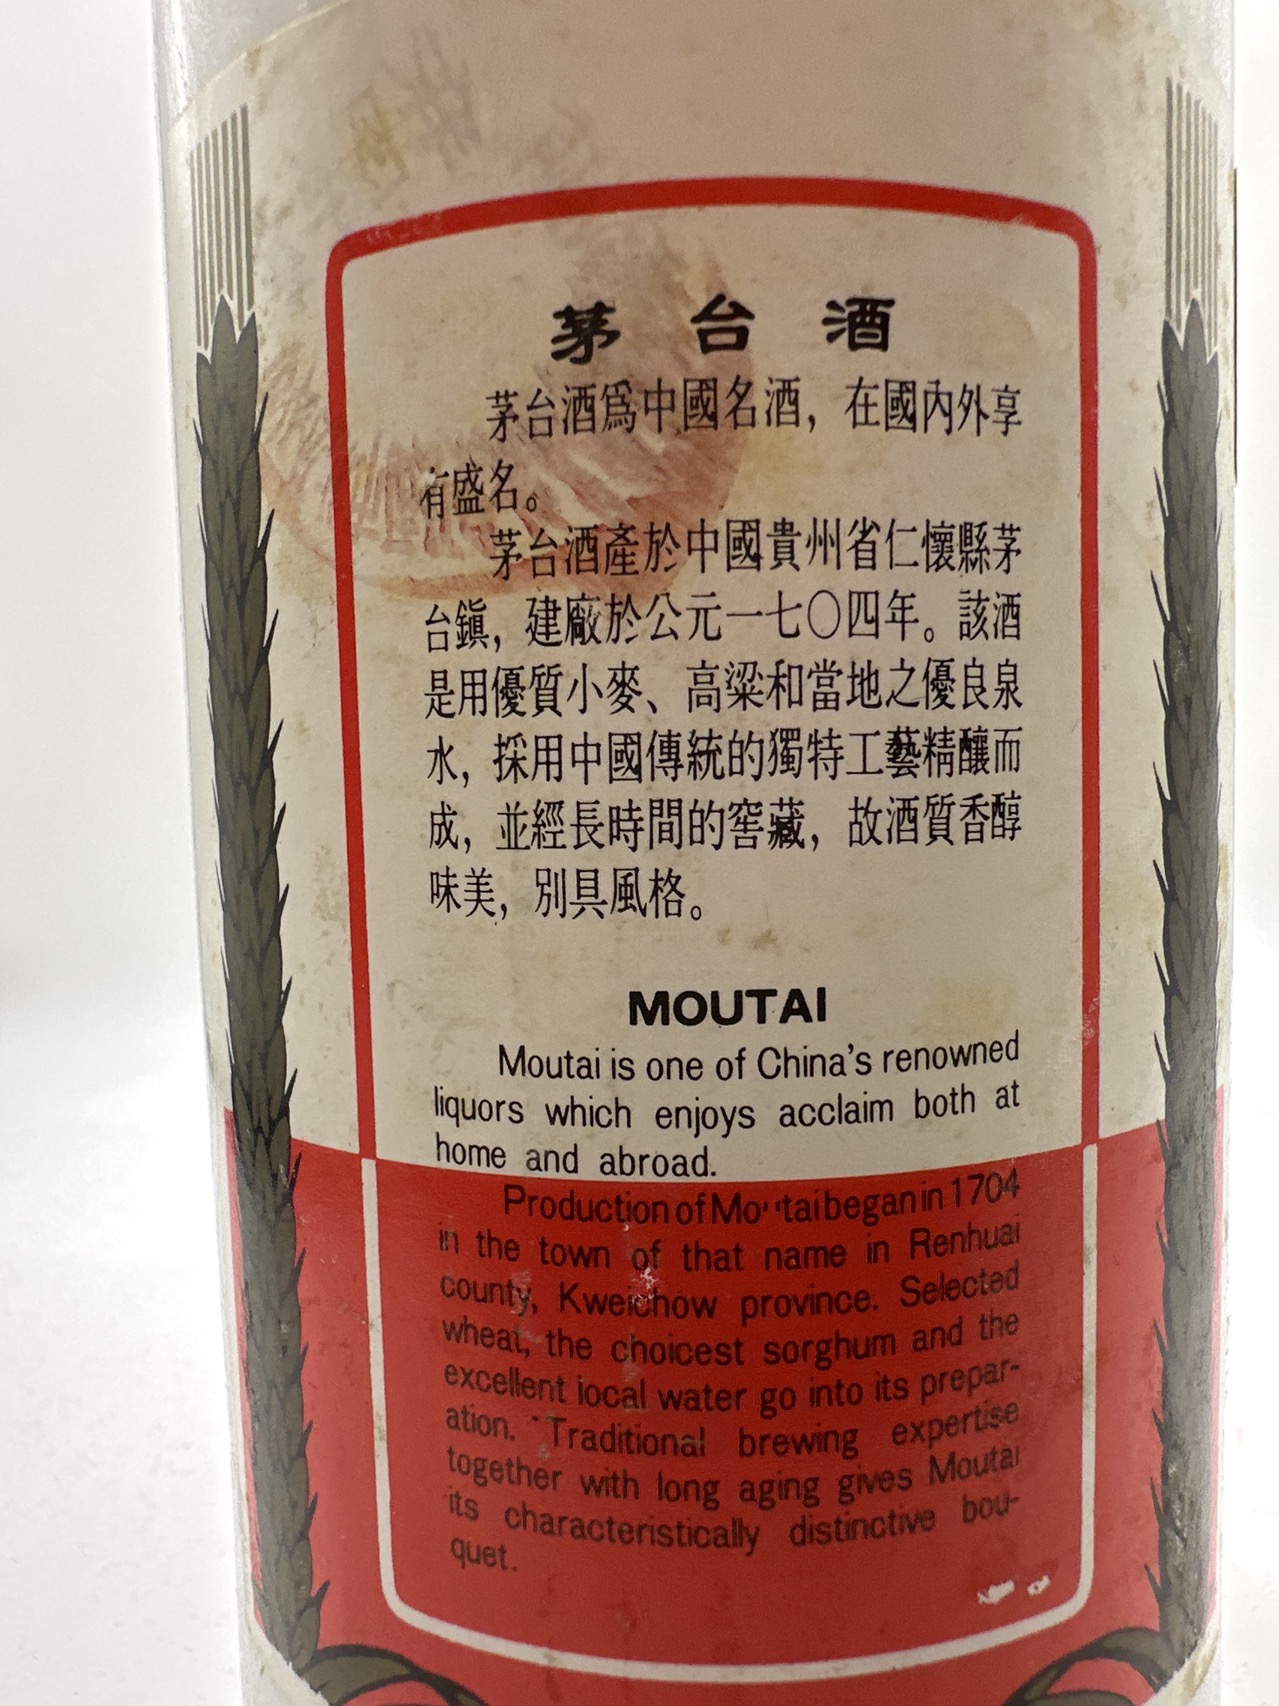 茅台酒
茅台酒爲中國名酒，在國內外享
有盛名。
茅台酒產於中國貴州省仁懷縣茅
台鎭，建廠於公元一七〇四年。該酒
是用優質小麥、高粱和當地之優良泉
水，採用中國傳統的獨特工藝精釀而
成，並經長時間的窖藏，故酒質香醇
味美，別具風格。
MOUTAI
Moutai is one of China's renowned
liquors which enjoys acclaim both at
home and abroad.
Production of Moutai began in 1704
in the town of that name in Renhuai
county, Kweichow province. Selected
wheat, the choicest sorghum and the
excellent local water go into its prepar-
ation. Traditional brewing expertise
together with long aging gives Moutai
its characteristically distinctive bou-
quet.